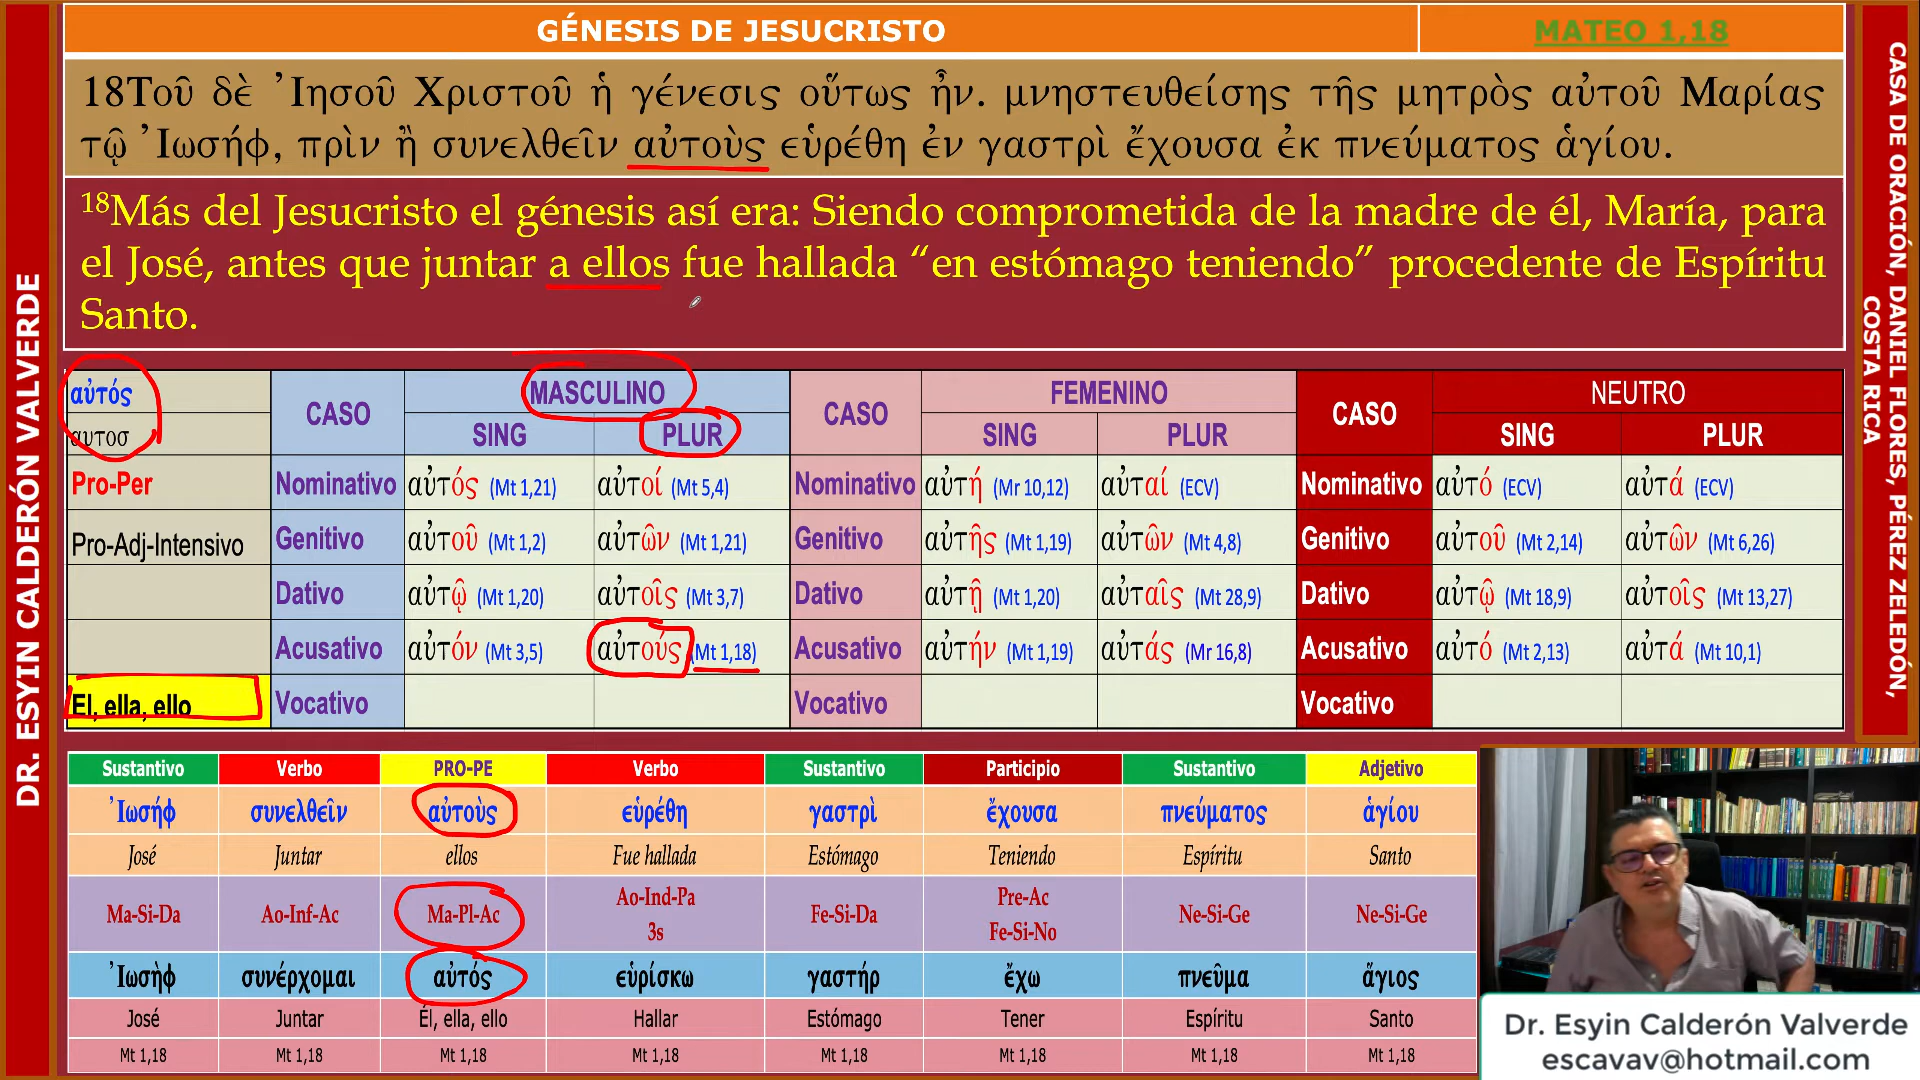 GÉNESIS DE JESUCRISTO
MATEO 1,18
18Τοῦ δὲ Ἰησοῦ Χριστοῦ ἡ γένεσις οὕτως ἦν. μνηστευθείσης τῆς μητρὸς αὐτοῦ Μαρίας
τῷ Ἰωσήφ, πρὶν ἢ συνελθεῖν αὐτοὺς εὑρέθη ἐν γαστρὶ ἔχουσα ἐκ πνεύματος ἁγίου.
18Más del Jesucristo el génesis así era: Siendo comprometida de la madre de él, María, para
el José, antes que juntar a ellos fue hallada “en estómago teniendo” procedente de Espíritu
Santo.
αὐτός CASO MASCULINO CASO FEMENINO CASO NEUTRO
αυτοσ SING PLUR SING PLUR SING PLUR
Pro-Per Nominativo αὐτός (Mt 1,21) αὐτοί (Mt 5,4) Nominativo αὐτή (Mr 10,12) αὐταί (ECV) Nominativo αὐτό (ECV) αὐτά (ECV)
Pro-Adj-Intensivo Genitivo αὐτοῦ (Mt 1,2) αὐτῶν (Mt 1,21) Genitivo αὐτῆς (Mt 1,19) αὐτῶν (Mt 4,8) Genitivo αὐτοῦ (Mt 2,14) αὐτῶν (Mt 6,26)
Dativo αὐτῷ (Mt 1,20) αὐτοῖς (Mt 3,7) Dativo αὐτῇ (Mt 1,20) αὐταῖς (Mt 28,9) Dativo αὐτῷ (Mt 18,9) αὐτοῖς (Mt 13,27)
Acusativo αὐτόν (Mt 3,5) αὐτούς (Mt 1,18) Acusativo αὐτήν (Mt 1,19) αὐτάς (Mr 16,8) Acusativo αὐτό (Mt 2,13) αὐτά (Mt 10,1)
El, ella, ello Vocativo Vocativo Vocativo
Sustantivo Verbo PRO-PE Verbo Sustantivo Participio Sustantivo Adjetivo
Ἰωσήφ συνελθεῖν αὐτοὺς εὑρέθη γαστρὶ ἔχουσα πνεύματος ἁγίου
José Juntar ellos Fue hallada Estómago Teniendo Espíritu Santo
Ma-Si-Da Ao-Inf-Ac Ma-Pl-Ac Ao-Ind-Pa 3s Fe-Si-Da Pre-Ac Fe-Si-No Ne-Si-Ge Ne-Si-Ge
Ἰωσὴφ συνέρχομαι αὐτός εὑρίσκω γαστήρ ἔχω πνεῦμα ἅγιος
José Juntar Él, ella, ello Hallar Estómago Tener Espíritu Santo
Mt 1,18 Mt 1,18 Mt 1,18 Mt 1,18 Mt 1,18 Mt 1,18 Mt 1,18 Mt 1,18
DR. ESYIN CALDERÓN VALVERDE
CASA DE ORACIÓN, DANIEL FLORES, PÉREZ ZELEDÓN,
COSTA RICA
Dr. Esyin Calderón Valverde
escavav@hotmail.com